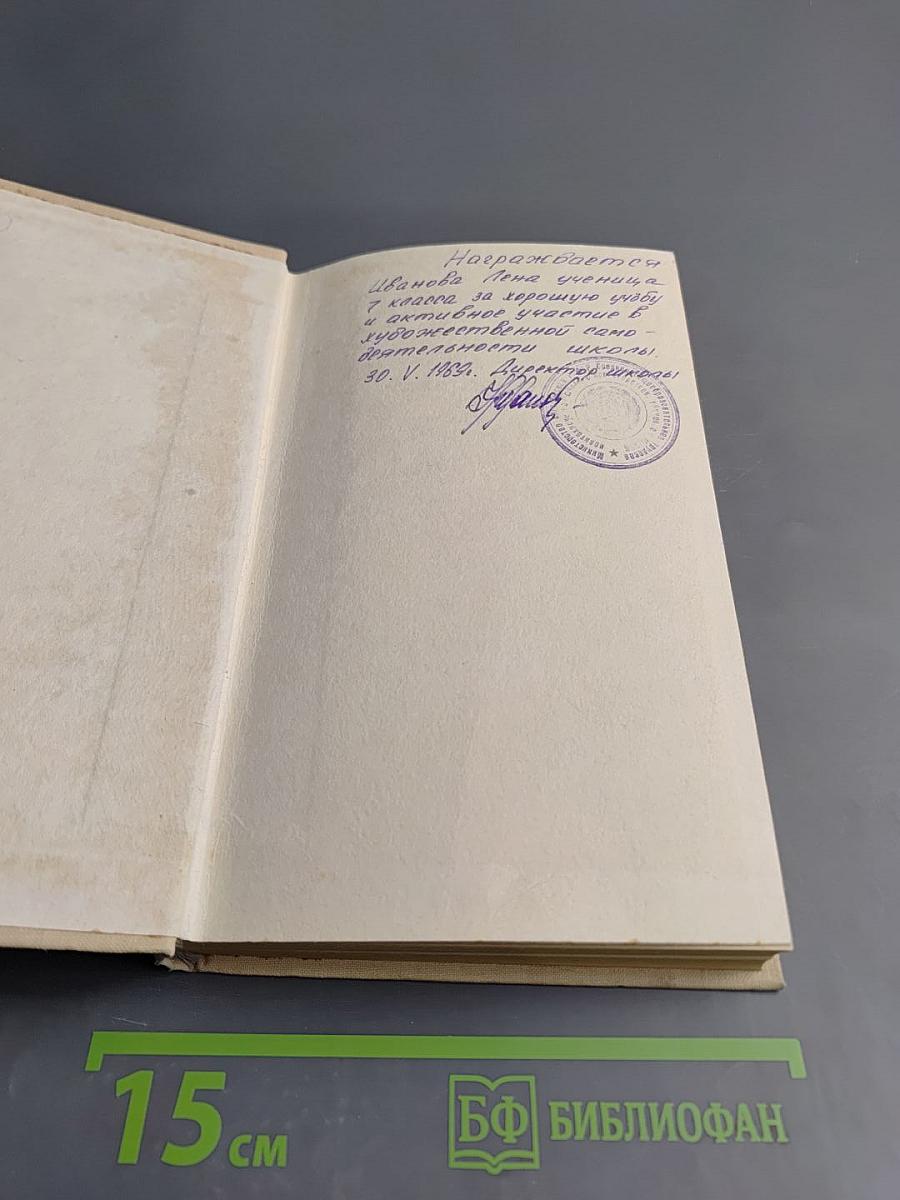 Награждается
Иванова Лена ученица
7 класса за хорошую учёбу
и активное участие в
художественной само-
деятельности школы.
30. V. 1969г. Директор школы
15 см
БФ БИБЛИОФАН